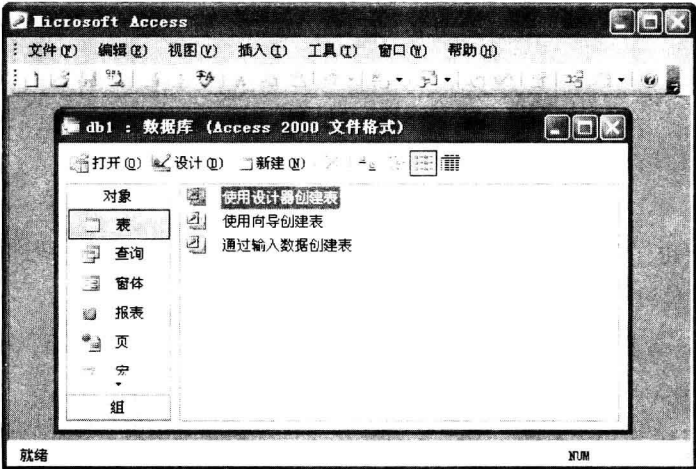 Microsoft Access
文件(F) 编辑(E) 视图(V) 插入(I) 工具(T) 窗口(W) 帮助(H)
db1 : 数据库 (Access 2000 文件格式)
打开(O) 设计(D) 新建(N)
对象
表
查询
窗体
报表
页
宏
组
使用设计器创建表
使用向导创建表
通过输入数据创建表
就绪 NUM